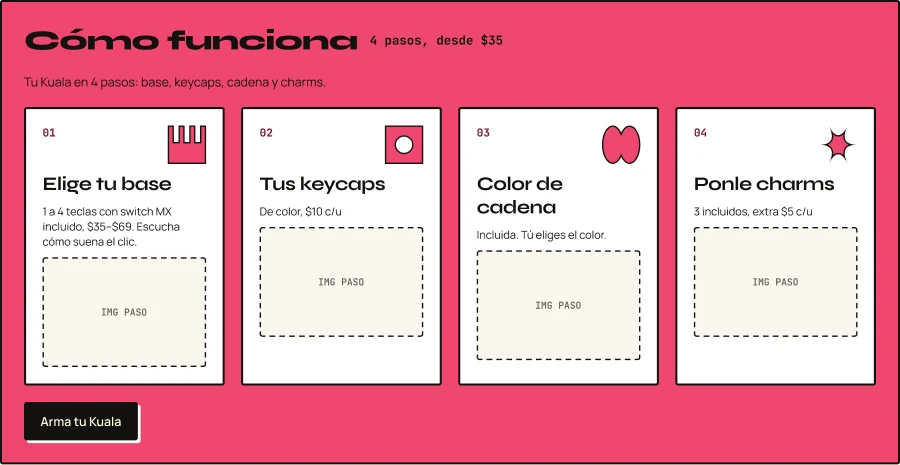 Cómo funciona
4 pasos, desde $35
Tu Kuala en 4 pasos: base, keycaps, cadena y charms.
01
Elige tu base
1 a 4 teclas con switch MX
incluido, $35–$69. Escucha
cómo suena el clic.
IMG PASO
02
Tus keycaps
De color, $10 c/u
IMG PASO
03
Color de
cadena
Incluida. Tú eliges el color.
IMG PASO
04
Ponle charms
3 incluidos, extra $5 c/u
IMG PASO
Arma tu Kuala